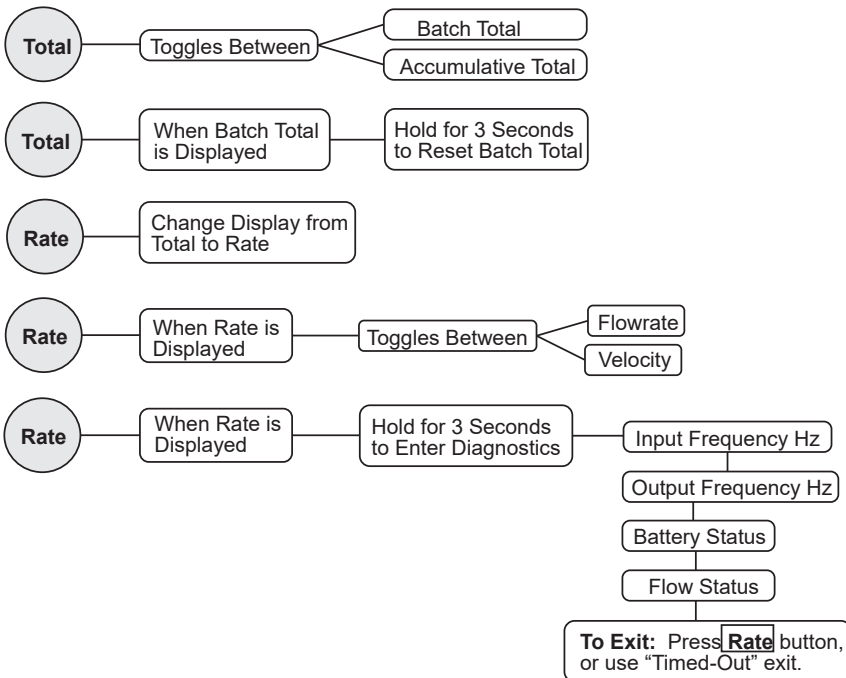 Total
Toggles Between
Batch Total
Accumulative Total
Total
When Batch Total
is Displayed
Hold for 3 Seconds
to Reset Batch Total
Rate
Change Display from
Total to Rate
Rate
When Rate is
Displayed
Toggles Between
Flowrate
Velocity
Rate
When Rate is
Displayed
Hold for 3 Seconds
to Enter Diagnostics
Input Frequency Hz
Output Frequency Hz
Battery Status
Flow Status
To Exit: Press Rate button,
or use “Timed-Out” exit.